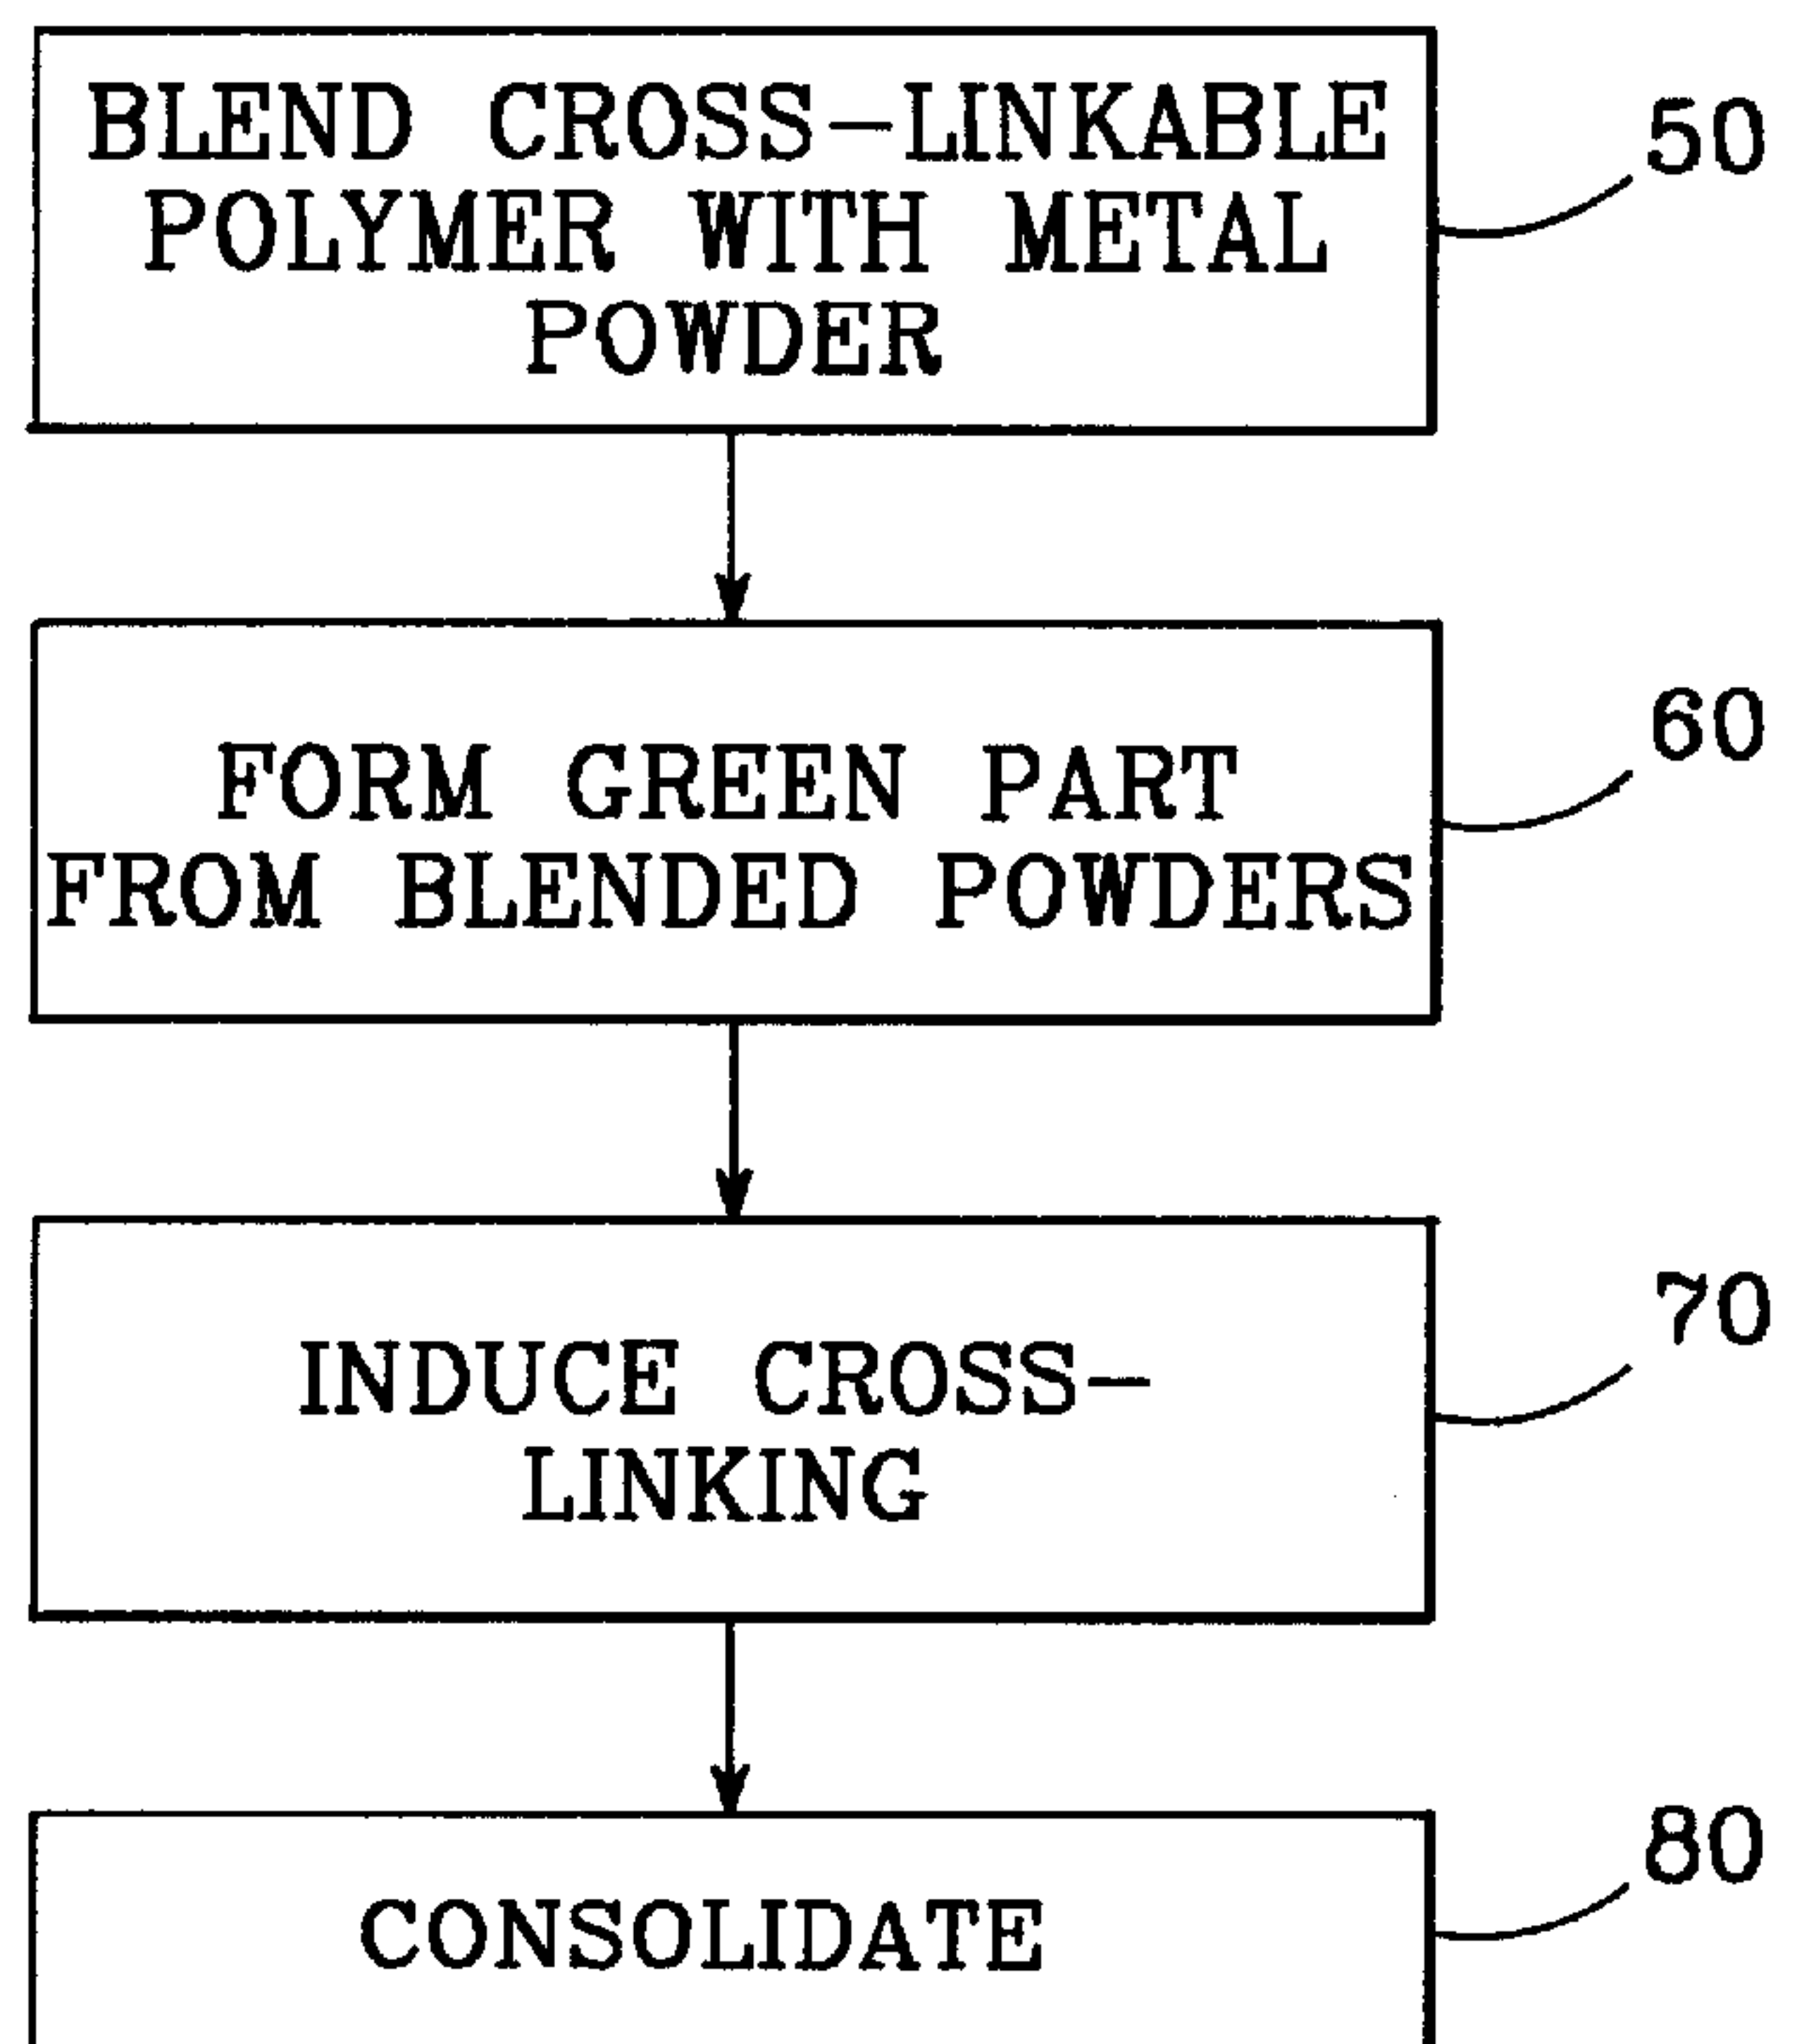 BLEND CROSS-LINKABLE
POLYMER WITH METAL
POWDER
50
FORM GREEN PART
FROM BLENDED POWDERS
60
INDUCE CROSS-
LINKING
70
CONSOLIDATE
80